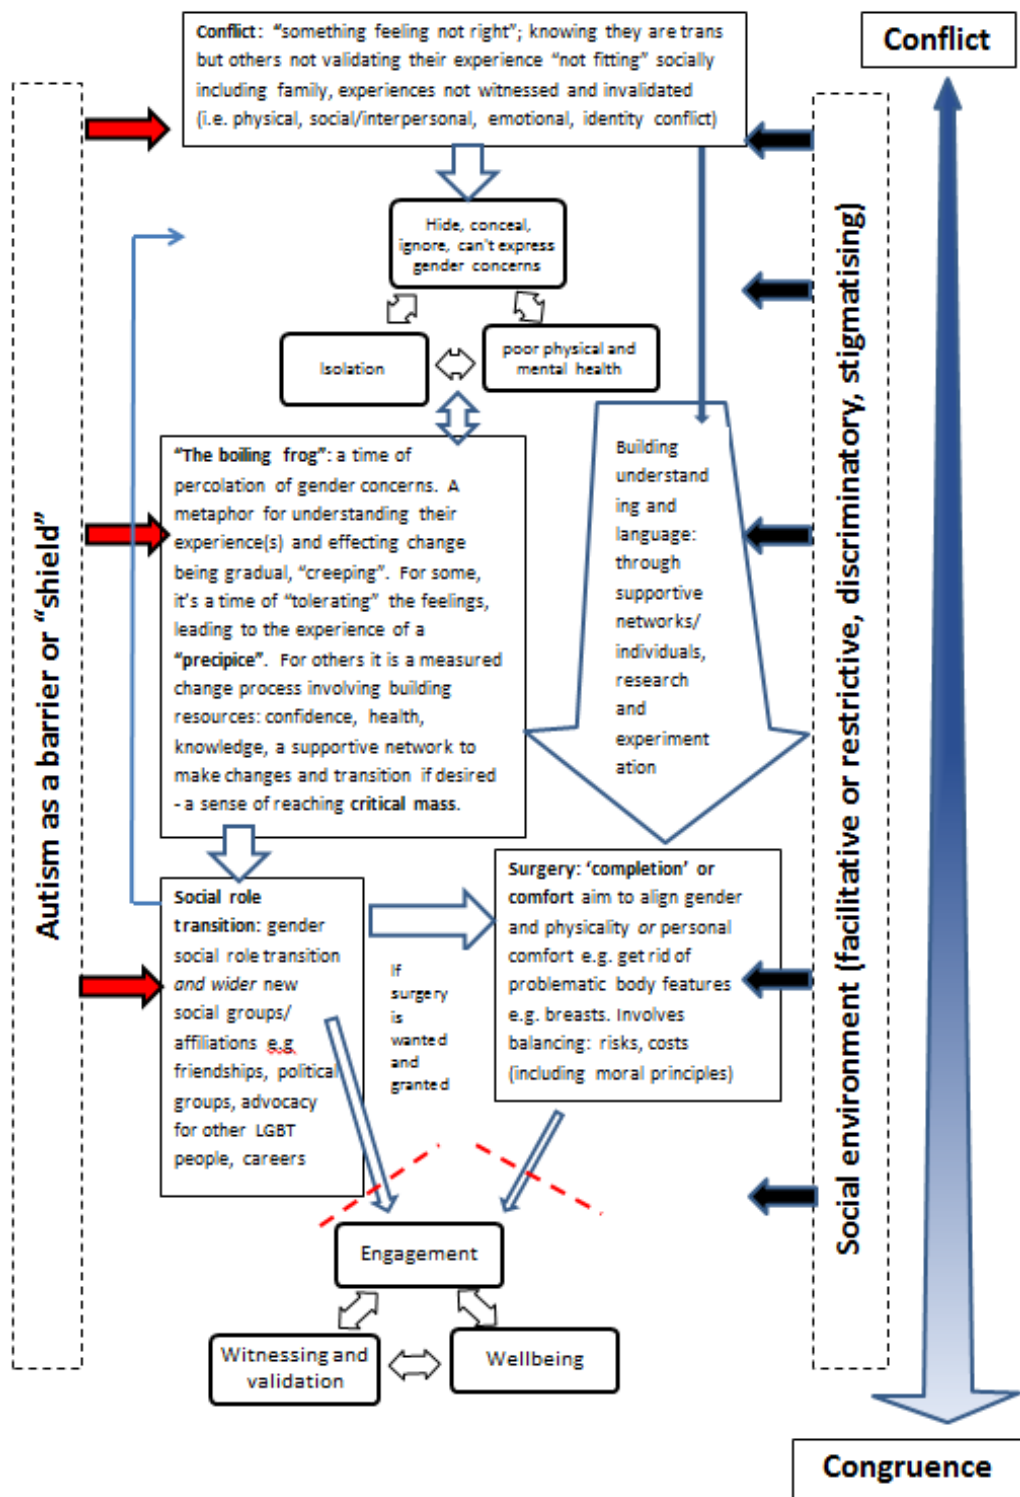 Conflict: "something feeling not right"; knowing they are trans
but others not validating their experience "not fitting" socially
including family, experiences not witnessed and invalidated
(i.e. physical, social/interpersonal, emotional, identity conflict)
Conflict
Hide, conceal,
ignore, can't express
gender concerns
Isolation
poor physical and
mental health
"The boiling frog": a time of
percolation of gender concerns. A
metaphor for understanding their
experience(s) and effecting change
being gradual, "creeping". For some,
it's a time of "tolerating" the feelings,
leading to the experience of a
"precipice". For others it is a measured
change process involving building
resources: confidence, health,
knowledge, a supportive network to
make changes and transition if desired
- a sense of reaching critical mass.
Building
understand
ing and
language:
through
supportive
networks/
individuals,
research
and
experiment
ation
Social role
transition: gender
social role transition
and wider new
social groups/
affiliations e.g
friendships, political
groups, advocacy
for other LGBT
people, careers
If
surgery
is
wanted
and
granted
Surgery: 'completion' or
comfort aim to align gender
and physicality or personal
comfort e.g. get rid of
problematic body features
e.g. breasts. Involves
balancing: risks, costs
(including moral principles)
Engagement
Witnessing and
validation
Wellbeing
Autism as a barrier or "shield"
Social environment (facilitative or restrictive, discriminatory, stigmatising)
Congruence